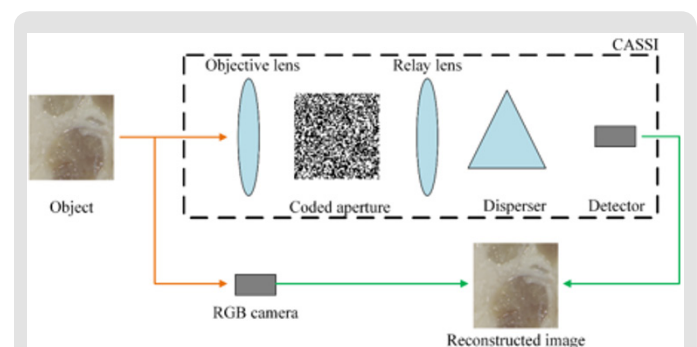 CASSI
Objective lens
Relay lens
Object
Coded aperture
Disperser
Detector
RGB camera
Reconstructed image